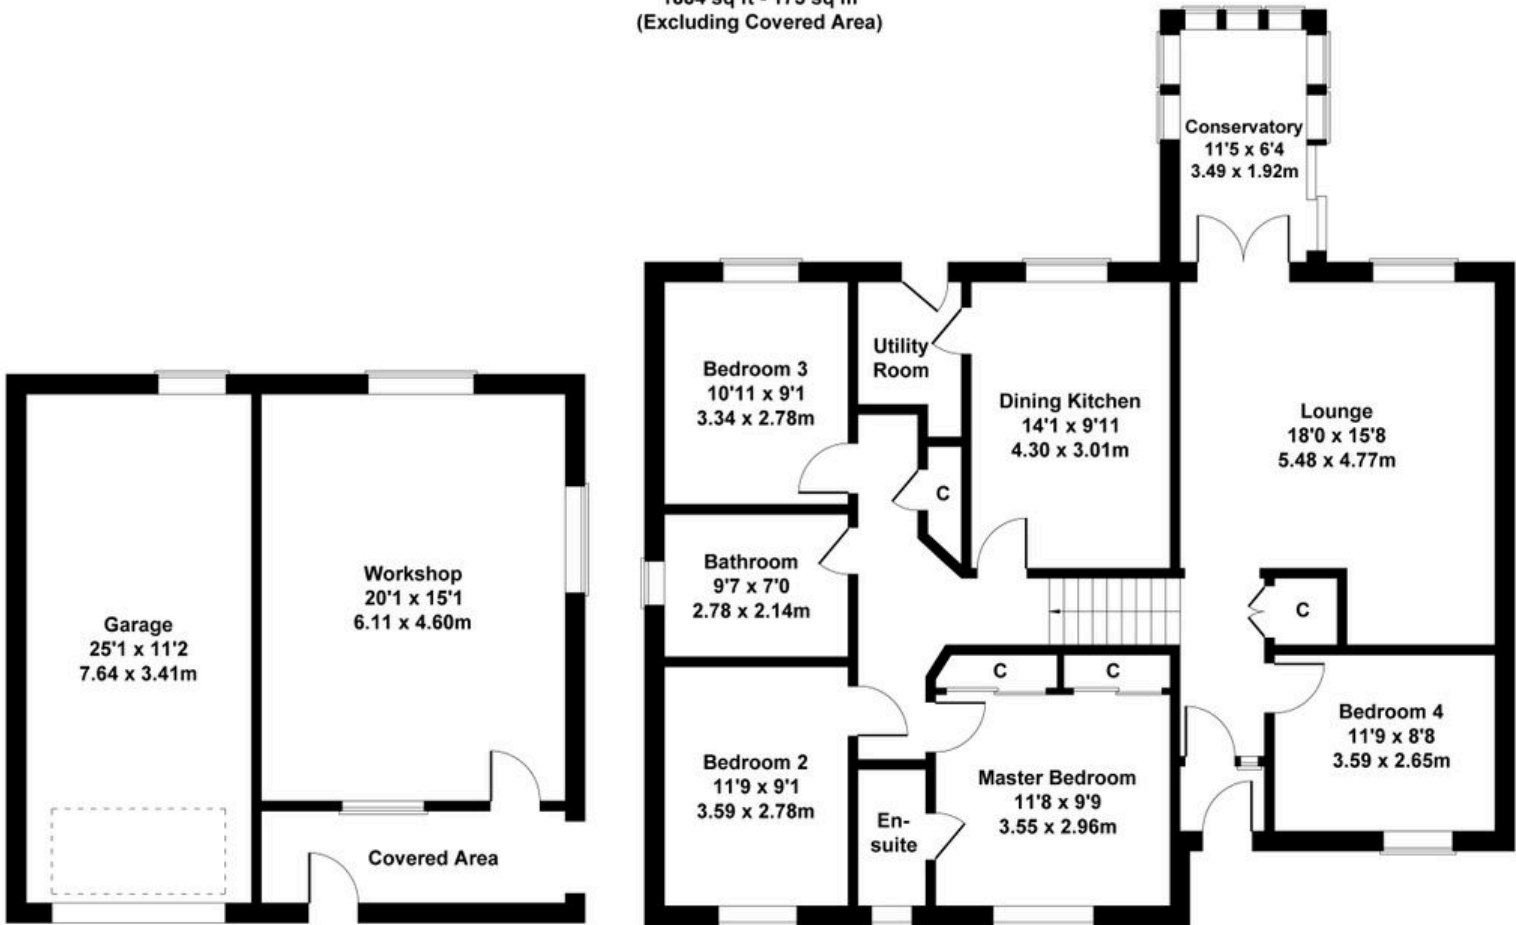 sq ft - sq m
(Excluding Covered Area)
Conservatory
11'5 x 6'4
3.49 x 1.92m
Bedroom 3
10'11 x 9'1
3.34 x 2.78m
Utility
Room
Dining Kitchen
14'1 x 9'11
4.30 x 3.01m
Lounge
18'0 x 15'8
5.48 x 4.77m
C
Bathroom
9'7 x 7'0
2.78 x 2.14m
Workshop
20'1 x 15'1
6.11 x 4.60m
Garage
25'1 x 11'2
7.64 x 3.41m
C
C
C
Bedroom 2
11'9 x 9'1
3.59 x 2.78m
Master Bedroom
11'8 x 9'9
3.55 x 2.96m
Bedroom 4
11'9 x 8'8
3.59 x 2.65m
En-
suite
Covered Area